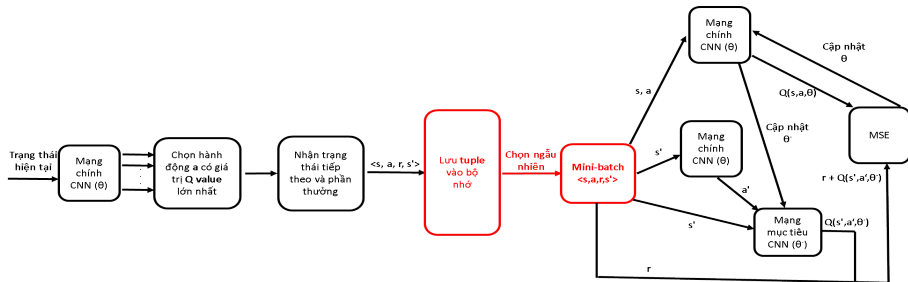 Trạng thái
hiện tại
Mạng
chính
CNN (θ)
Chọn hành
động a có giá
trị Q value
lớn nhất
Nhận trạng
thái tiếp
theo và phần
thưởng
<s, a, r, s'>
Lưu tuple
vào bộ
nhớ
Chọn ngẫu
nhiên
Mini-batch
<s,a,r,s'>
s, a
Mạng chính
CNN (θ)
Cập nhật
θ
Q(s,a,θ)
MSE
Cập nhật
θ-
s'
Mạng
chính
CNN (θ)
a'
s'
Mạng
mục tiêu
CNN (θ-)
Q(s',a',θ-)
r + Q(s',a',θ-)
r